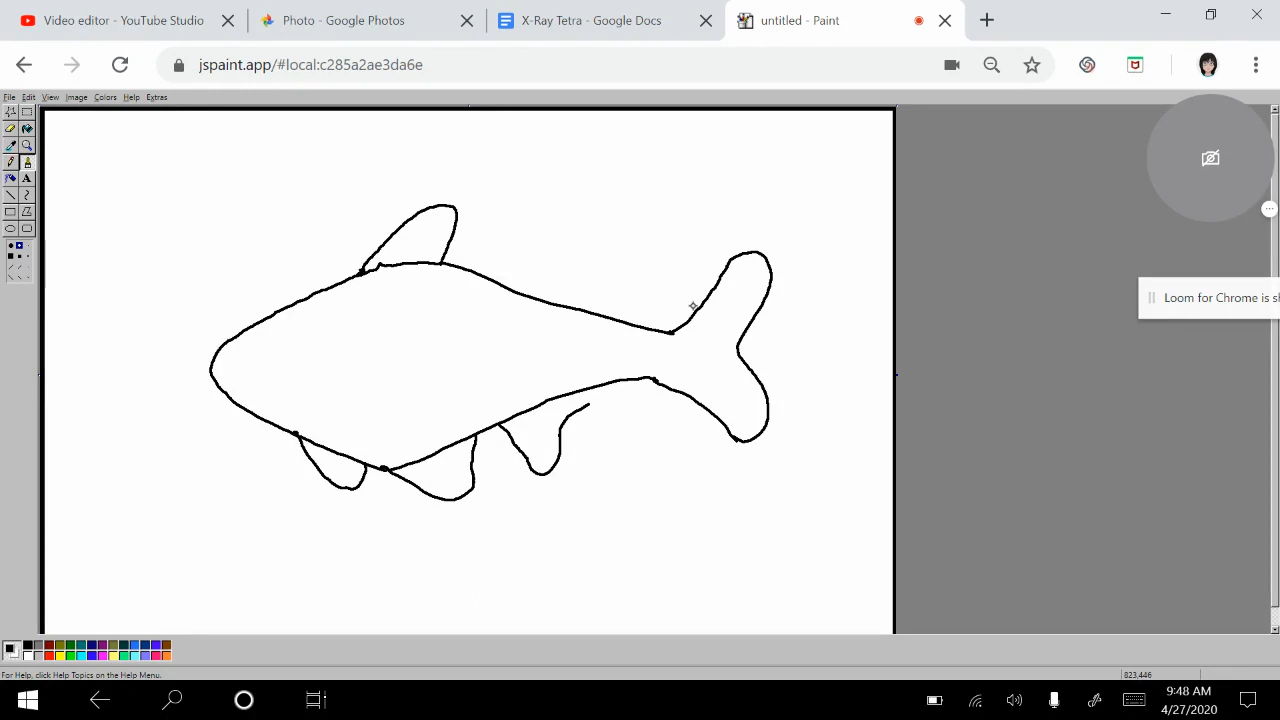 Video editor - YouTube Studio
Photo - Google Photos
X-Ray Tetra - Google Docs
untitled - Paint
jspaint.app/#local:c285a2ae3da6e
File Edit View Image Colors Help Extras
A
Loom for Chrome is sh
For Help, click Help Topics on the Help Menu.
823,446
9:48 AM
4/27/2020